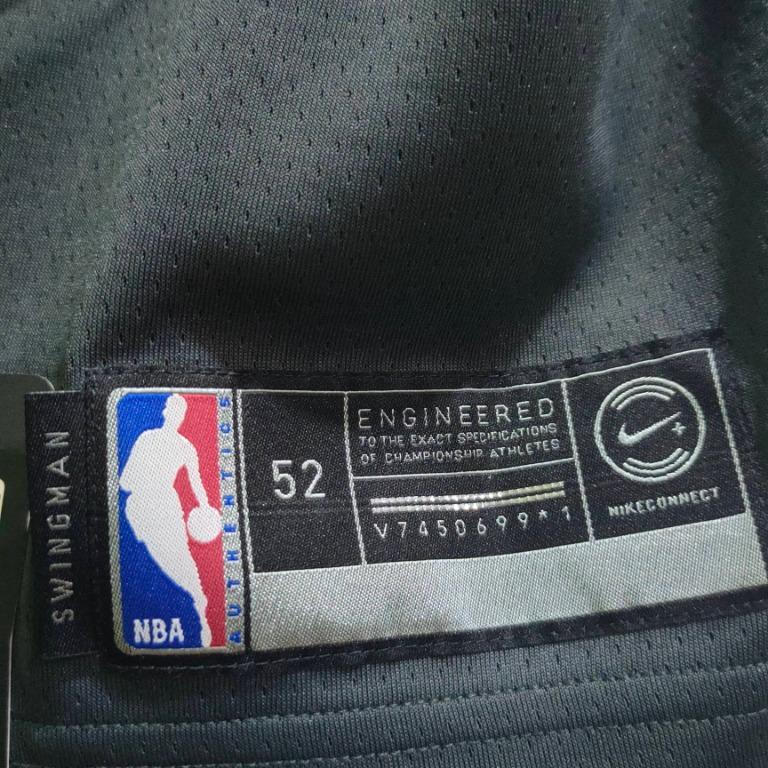 SWINGMAN
NBA
AUTHENTICS
52
ENGINEERED
TO THE EXACT SPECIFICATIONS
OF CHAMPIONSHIP ATHLETES
V7450699*1
NIKECONNECT